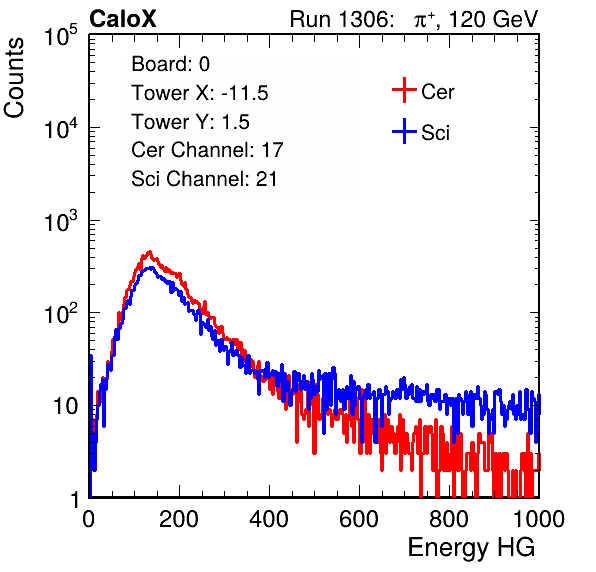 CaloX Run 1306: π⁺, 120 GeV
Counts
10⁵
10⁴
10³
10²
10
1
Board: 0
Tower X: -11.5
Tower Y: 1.5
Cer Channel: 17
Sci Channel: 21
Cer
Sci
0 200 400 600 800 1000
Energy HG